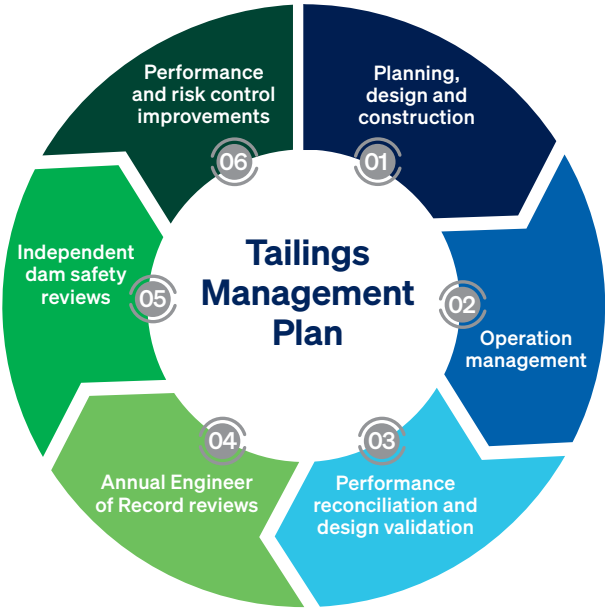 Tailings
Management
Plan
01
Planning,
design and
construction
02
Operation
management
03
Performance
reconciliation and
design validation
04
Annual Engineer
of Record reviews
05
Independent
dam safety
reviews
06
Performance
and risk control
improvements